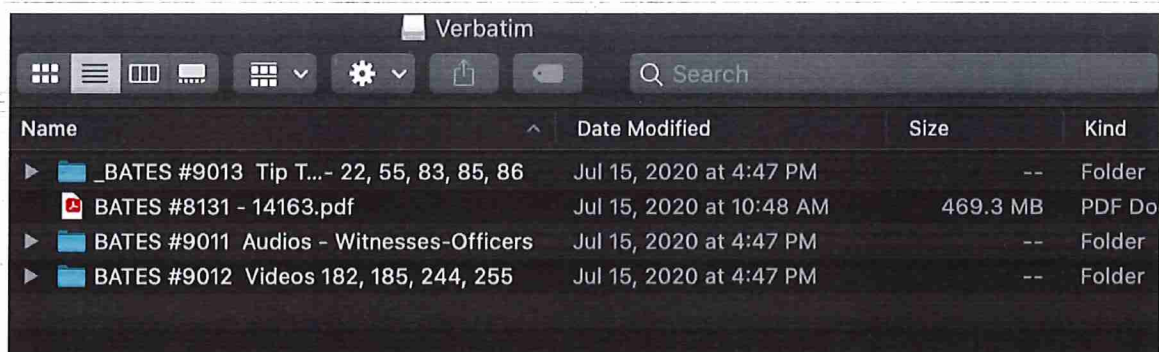 Verbatim
Search
Name Date Modified Size Kind
_BATES #9013 Tip T...- 22, 55, 83, 85, 86 Jul 15, 2020 at 4:47 PM -- Folder
BATES #8131 - 14163.pdf Jul 15, 2020 at 10:48 AM 469.3 MB PDF Do
BATES #9011 Audios - Witnesses-Officers Jul 15, 2020 at 4:47 PM -- Folder
BATES #9012 Videos 182, 185, 244, 255 Jul 15, 2020 at 4:47 PM -- Folder